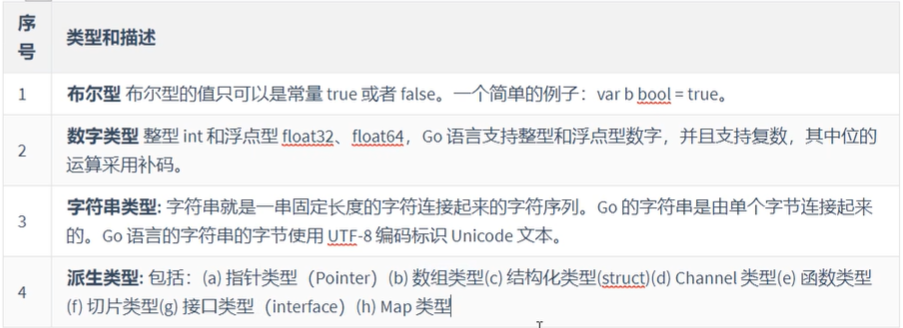 序
号
类型和描述
1
布尔型 布尔型的值只可以是常量 true 或者 false。一个简单的例子：var b bool = true。
2
数字类型 整型 int 和浮点型 float32、float64，Go 语言支持整型和浮点型数字，并且支持复数，其中位的
运算采用补码。
3
字符串类型: 字符串就是一串固定长度的字符连接起来的字符序列。Go 的字符串是由单个字节连接起来
的。Go 语言的字符串的字节使用 UTF-8 编码标识 Unicode 文本。
4
派生类型: 包括：(a) 指针类型（Pointer）(b) 数组类型(c) 结构化类型(struct)(d) Channel 类型(e) 函数类型
(f) 切片类型(g) 接口类型（interface）(h) Map 类型